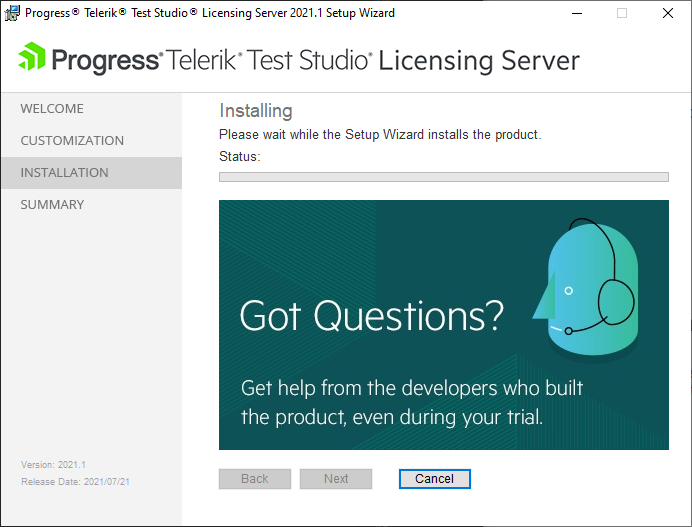 Progress® Telerik® Test Studio® Licensing Server 2021.1 Setup Wizard
Progress® Telerik® Test Studio® Licensing Server
WELCOME
CUSTOMIZATION
INSTALLATION
SUMMARY
Installing
Please wait while the Setup Wizard installs the product.
Status:
Got Questions?
Get help from the developers who built
the product, even during your trial.
Version: 2021.1
Release Date: 2021/07/21
Back
Next
Cancel